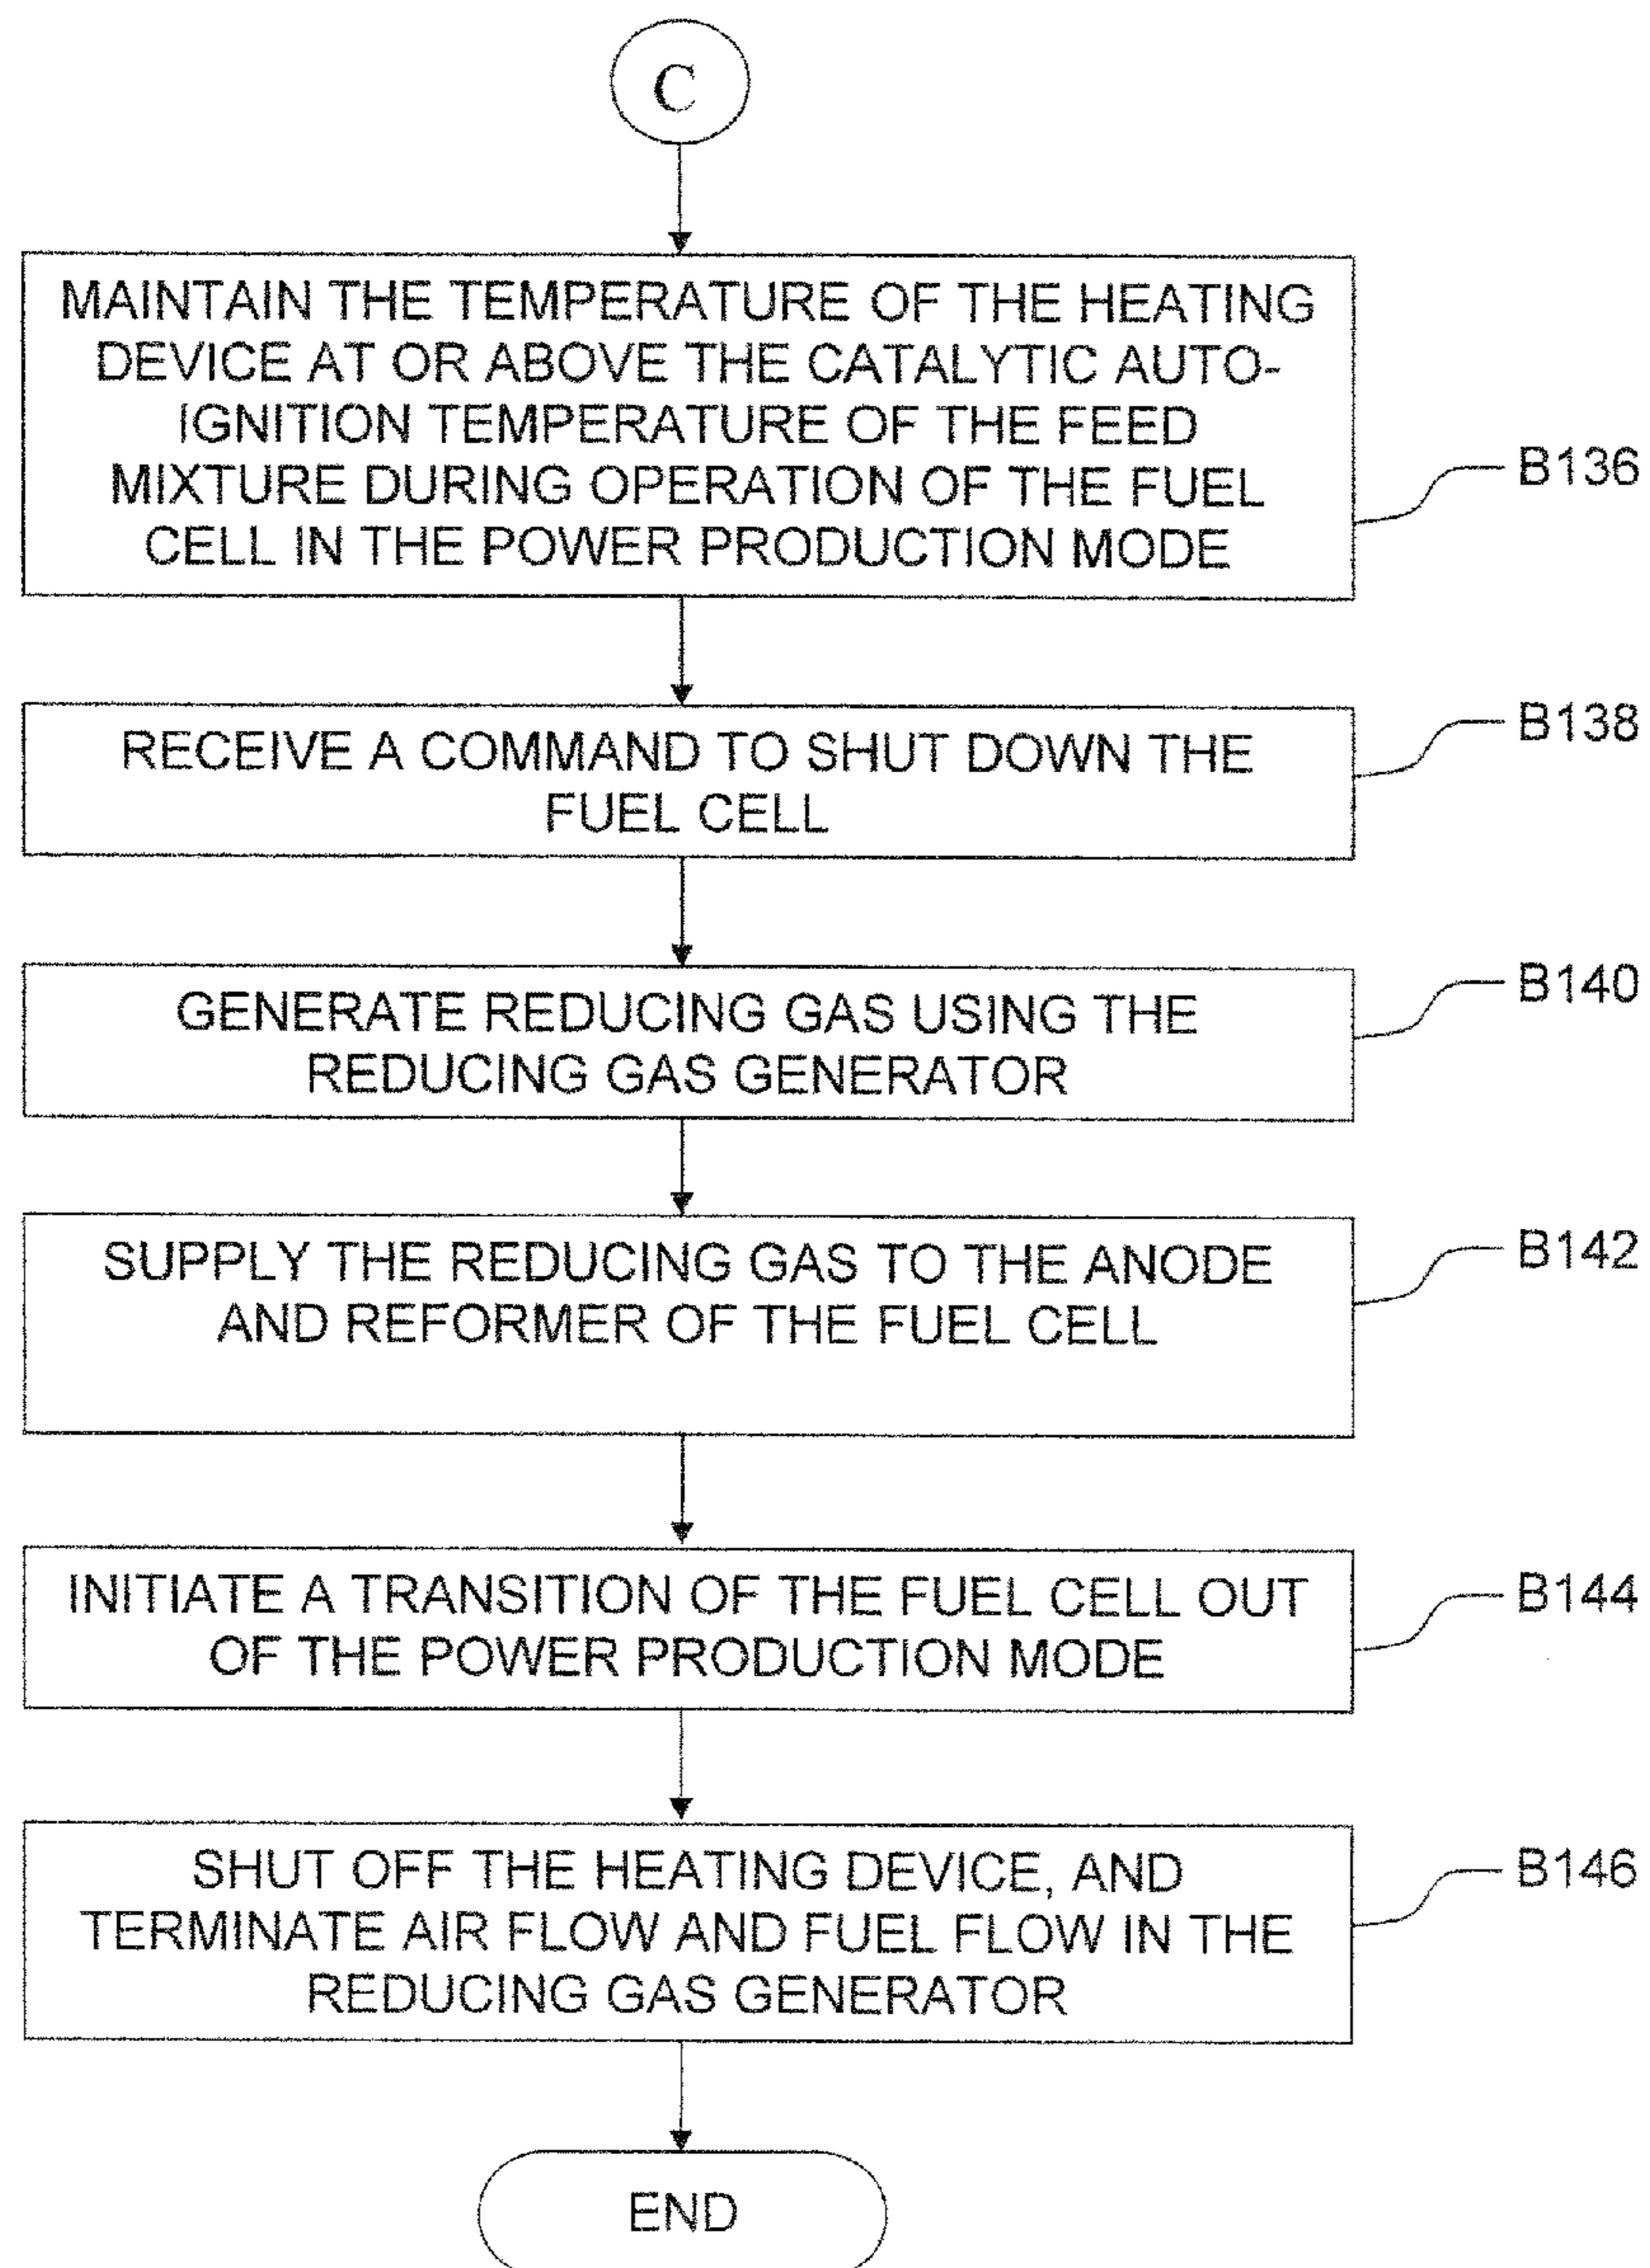 C
MAINTAIN THE TEMPERATURE OF THE HEATING
DEVICE AT OR ABOVE THE CATALYTIC AUTO-
IGNITION TEMPERATURE OF THE FEED
MIXTURE DURING OPERATION OF THE FUEL
CELL IN THE POWER PRODUCTION MODE
B136
RECEIVE A COMMAND TO SHUT DOWN THE
FUEL CELL
B138
GENERATE REDUCING GAS USING THE
REDUCING GAS GENERATOR
B140
SUPPLY THE REDUCING GAS TO THE ANODE
AND REFORMER OF THE FUEL CELL
B142
INITIATE A TRANSITION OF THE FUEL CELL OUT
OF THE POWER PRODUCTION MODE
B144
SHUT OFF THE HEATING DEVICE, AND
TERMINATE AIR FLOW AND FUEL FLOW IN THE
REDUCING GAS GENERATOR
B146
END